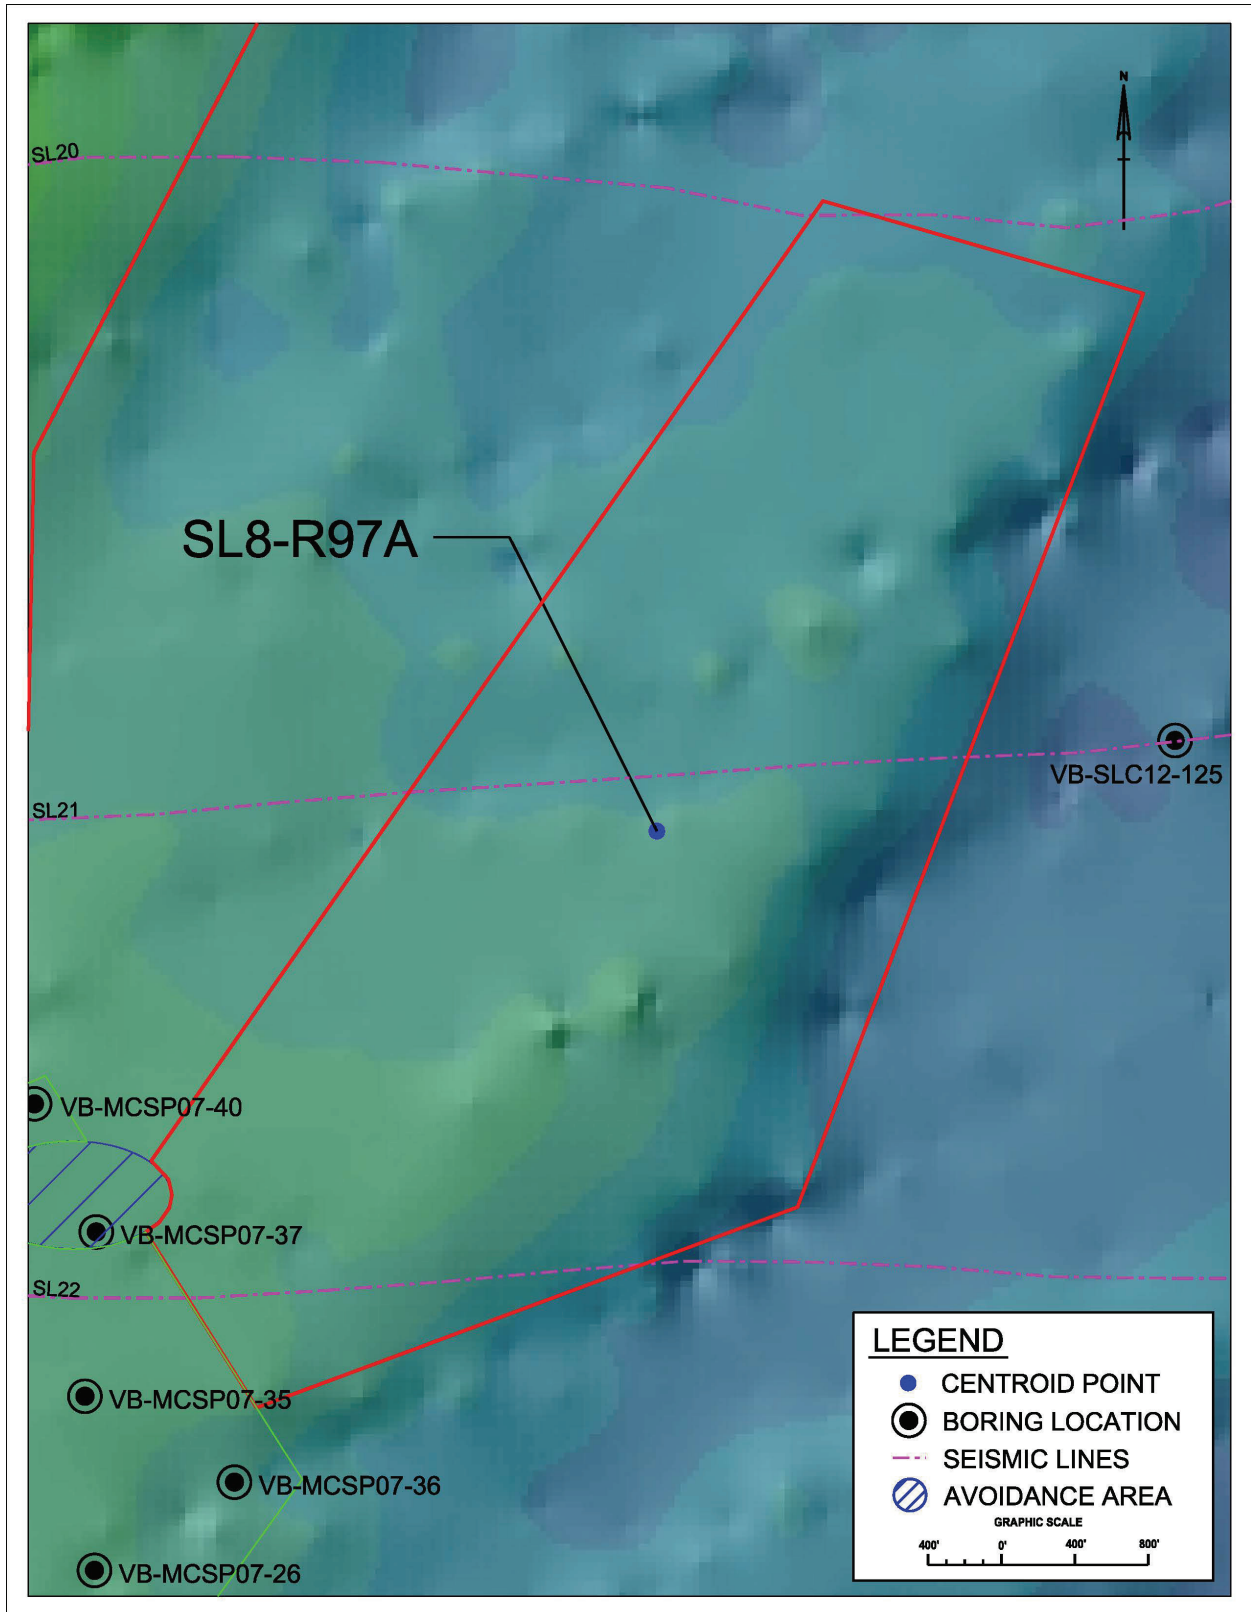 N
SL20
SL8-R97A
VB-SLC12-125
SL21
VB-MCSP07-40
VB-MCSP07-37
SL22
VB-MCSP07-35
VB-MCSP07-36
VB-MCSP07-26
LEGEND
CENTROID POINT
BORING LOCATION
SEISMIC LINES
AVOIDANCE AREA
GRAPHIC SCALE
400' 0' 400' 800'